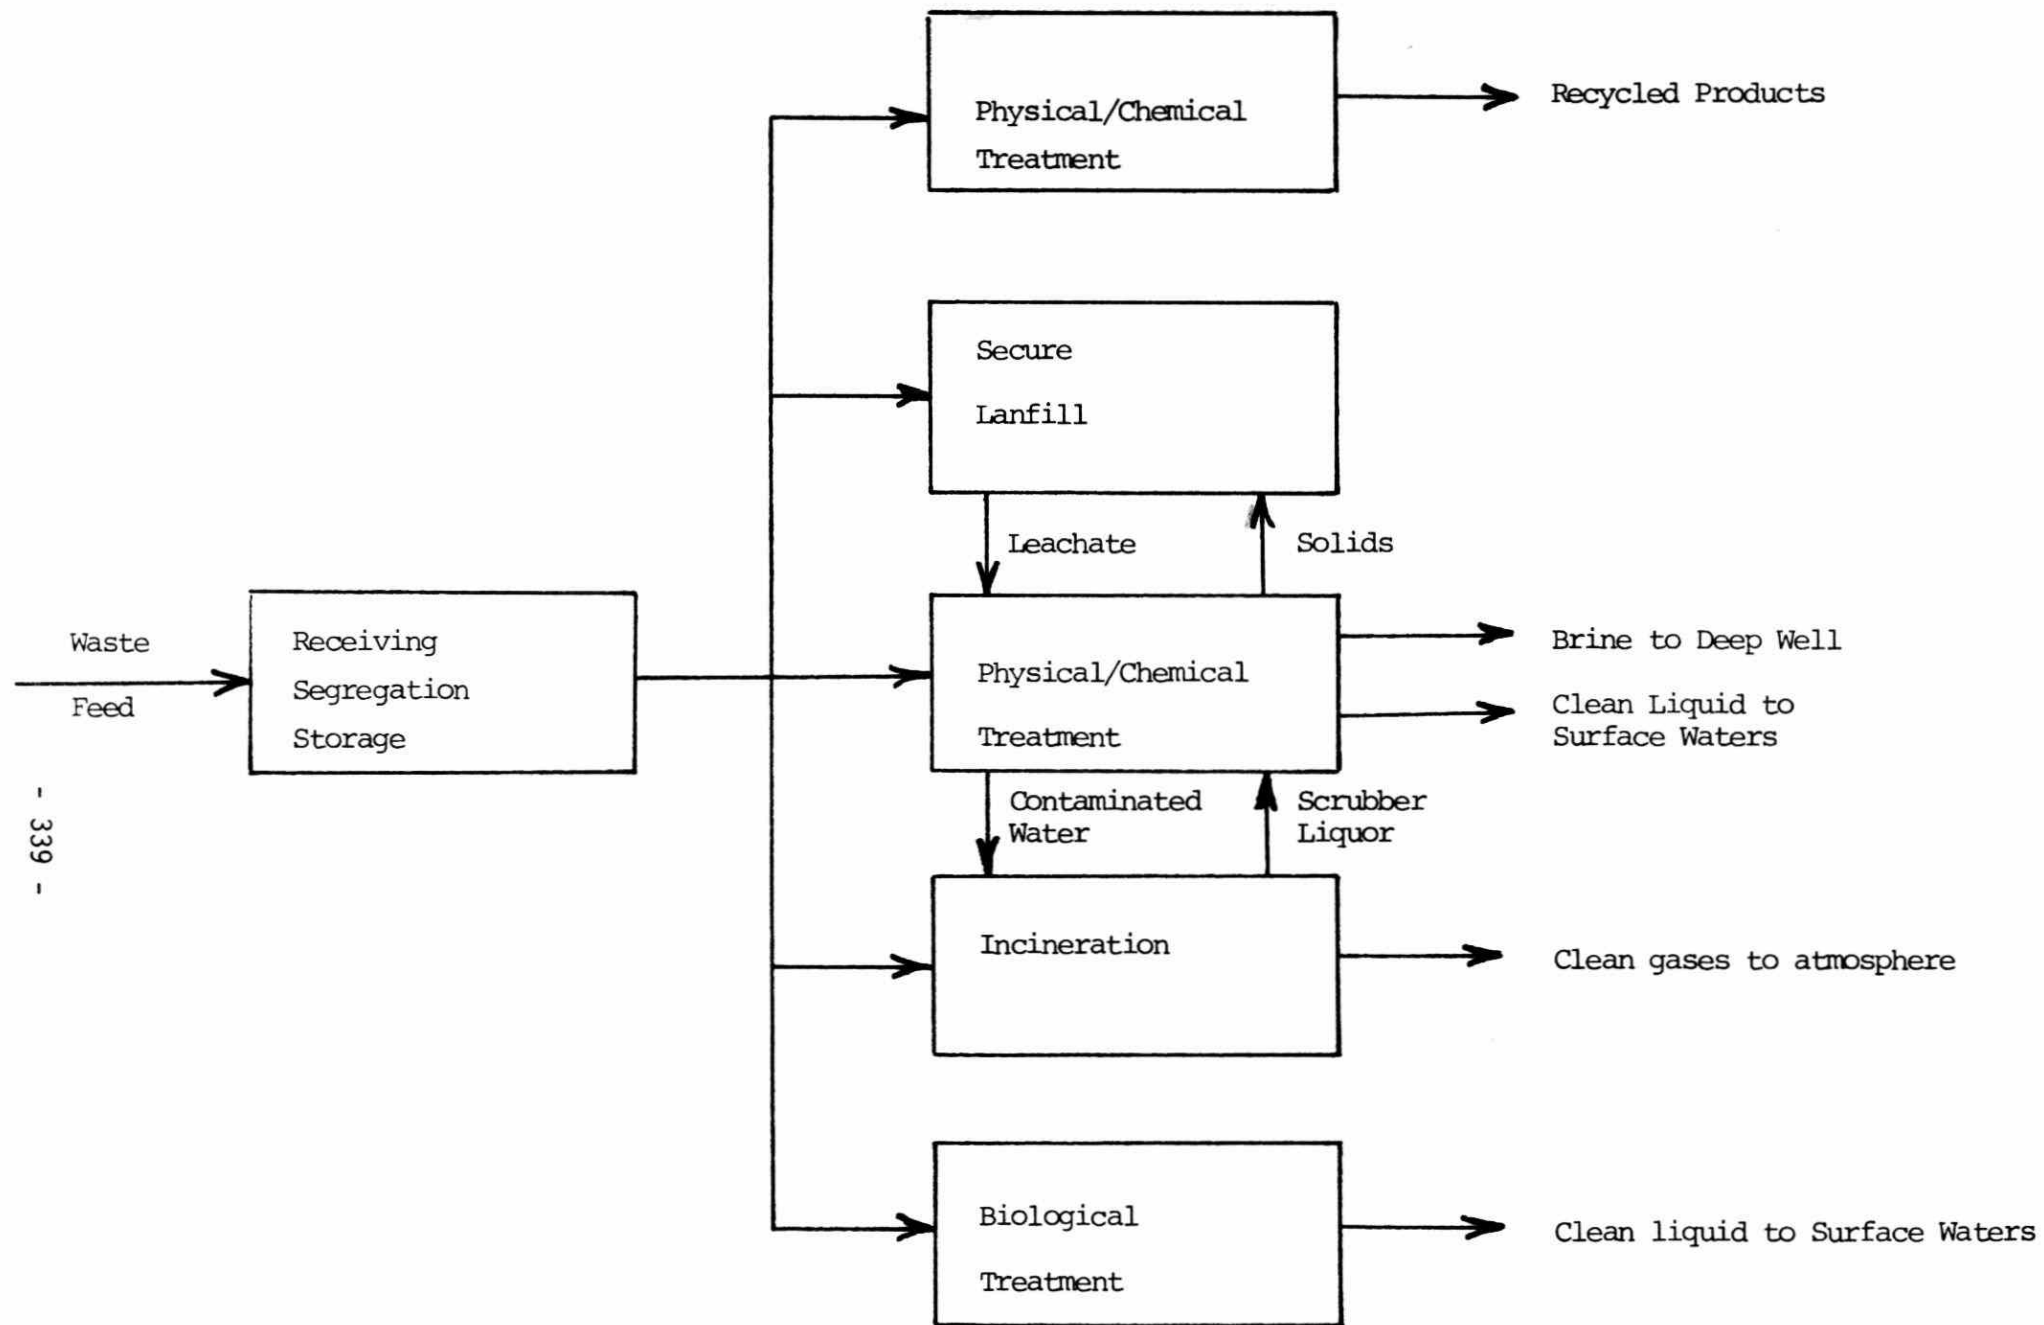 Physical/Chemical
Treatment
Recycled Products
Secure
Lanfill
Leachate
Solids
Waste
Feed
Receiving
Segregation
Storage
Physical/Chemical
Treatment
Brine to Deep Well
Clean Liquid to
Surface Waters
Contaminated
Water
Scrubber
Liquor
Incineration
Clean gases to atmosphere
Biological
Treatment
Clean liquid to Surface Waters
- 339 -